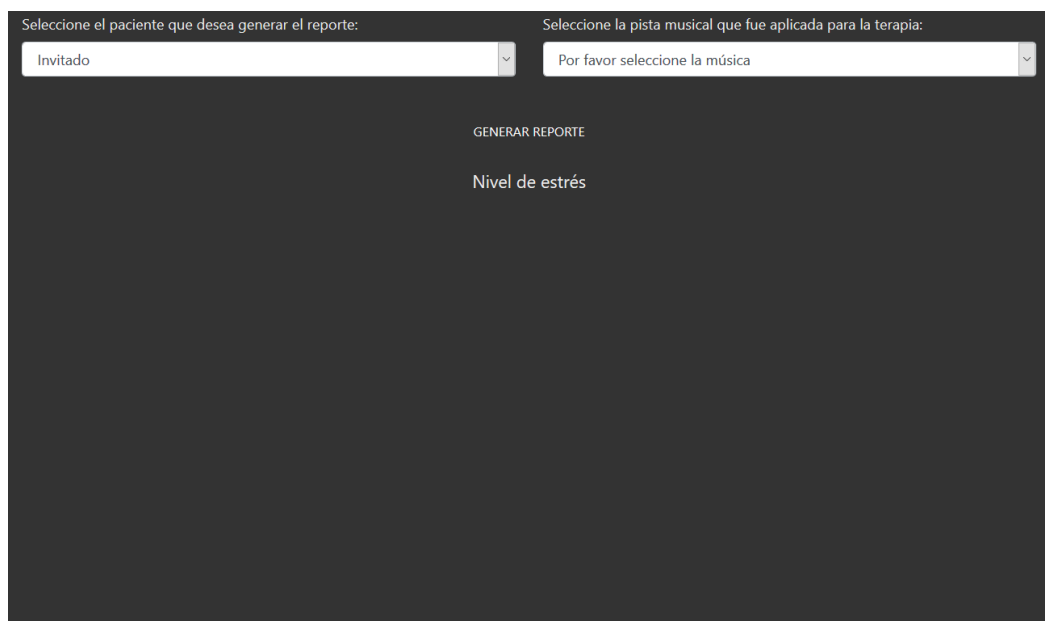 Seleccione el paciente que desea generar el reporte:
Seleccione la pista musical que fue aplicada para la terapia:
Invitado
Por favor seleccione la música
GENERAR REPORTE
Nivel de estrés